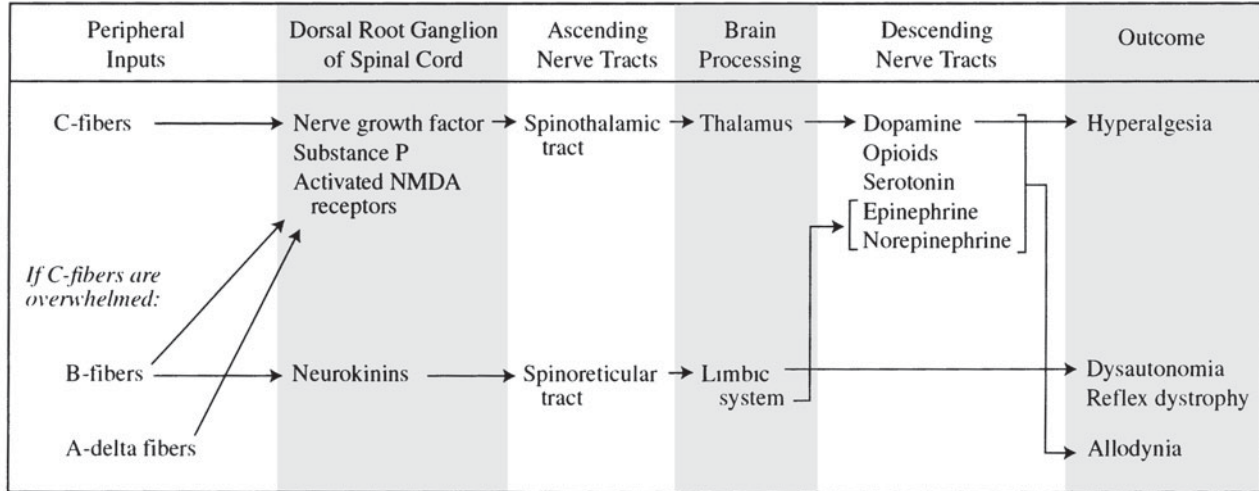 Peripheral
Inputs
Dorsal Root Ganglion
of Spinal Cord
Ascending
Nerve Tracts
Brain
Processing
Descending
Nerve Tracts
Outcome
C-fibers
Nerve growth factor
Substance P
Activated NMDA
receptors
Spinothalamic
tract
Thalamus
Dopamine
Opioids
Serotonin
Epinephrine
Norepinephrine
Hyperalgesia
If C-fibers are
overwhelmed:
B-fibers
Neurokinins
Spinoreticular
tract
Limbic
system
Dysautonomia
Reflex dystrophy
A-delta fibers
Allodynia